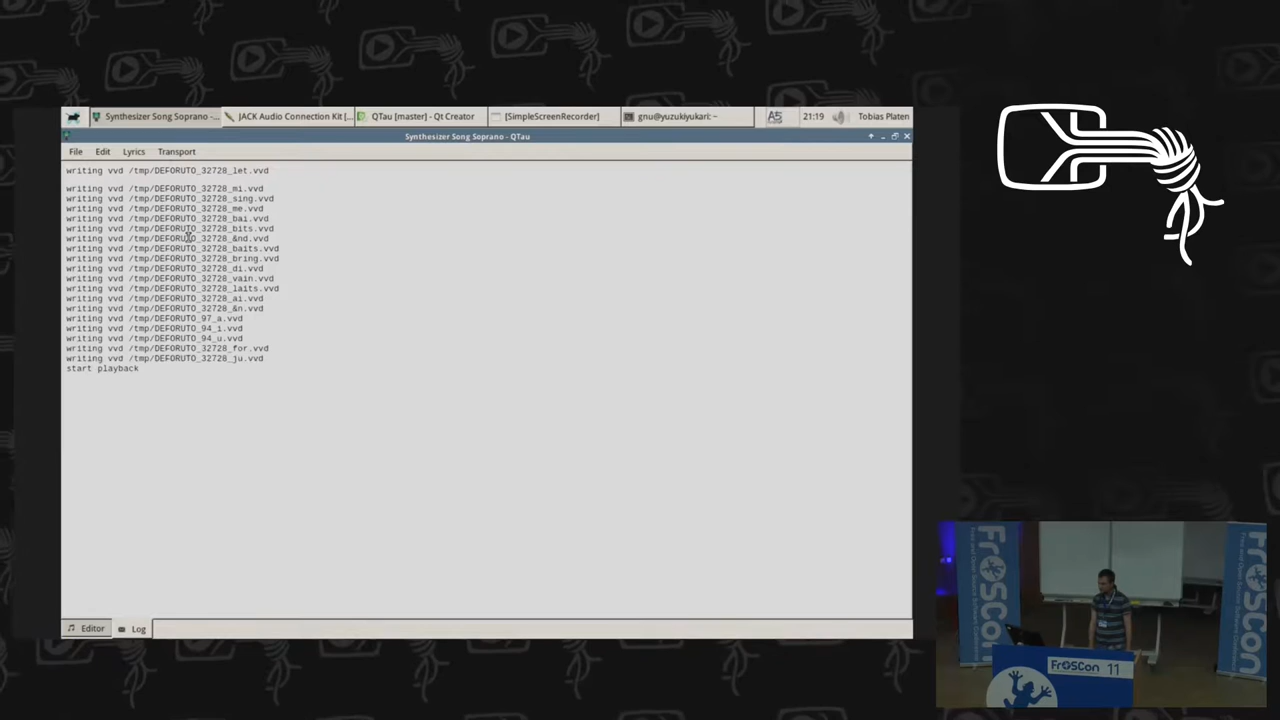 Synthesizer Song Soprano -...
JACK Audio Connection Kit [...
QTau [master] - Qt Creator
[SimpleScreenRecorder]
gnu@yuzukiyukari: ~
21:19
Tobias Platen
Synthesizer Song Soprano - QTau
File Edit Lyrics Transport
writing vvd /tmp/DEFORUTO_32728_let.vvd
writing vvd /tmp/DEFORUTO_32728_mi.vvd
writing vvd /tmp/DEFORUTO_32728_sing.vvd
writing vvd /tmp/DEFORUTO_32728_me.vvd
writing vvd /tmp/DEFORUTO_32728_bai.vvd
writing vvd /tmp/DEFORUTO_32728_bits.vvd
writing vvd /tmp/DEFORUTO_32728_&nd.vvd
writing vvd /tmp/DEFORUTO_32728_baits.vvd
writing vvd /tmp/DEFORUTO_32728_bring.vvd
writing vvd /tmp/DEFORUTO_32728_di.vvd
writing vvd /tmp/DEFORUTO_32728_vain.vvd
writing vvd /tmp/DEFORUTO_32728_laits.vvd
writing vvd /tmp/DEFORUTO_32728_ai.vvd
writing vvd /tmp/DEFORUTO_32728_&n.vvd
writing vvd /tmp/DEFORUTO_97_a.vvd
writing vvd /tmp/DEFORUTO_94_i.vvd
writing vvd /tmp/DEFORUTO_94_u.vvd
writing vvd /tmp/DEFORUTO_32728_for.vvd
writing vvd /tmp/DEFORUTO_32728_ju.vvd
start playback
Editor Log
FrOSCon
FrOSCon
FrOSCon 11